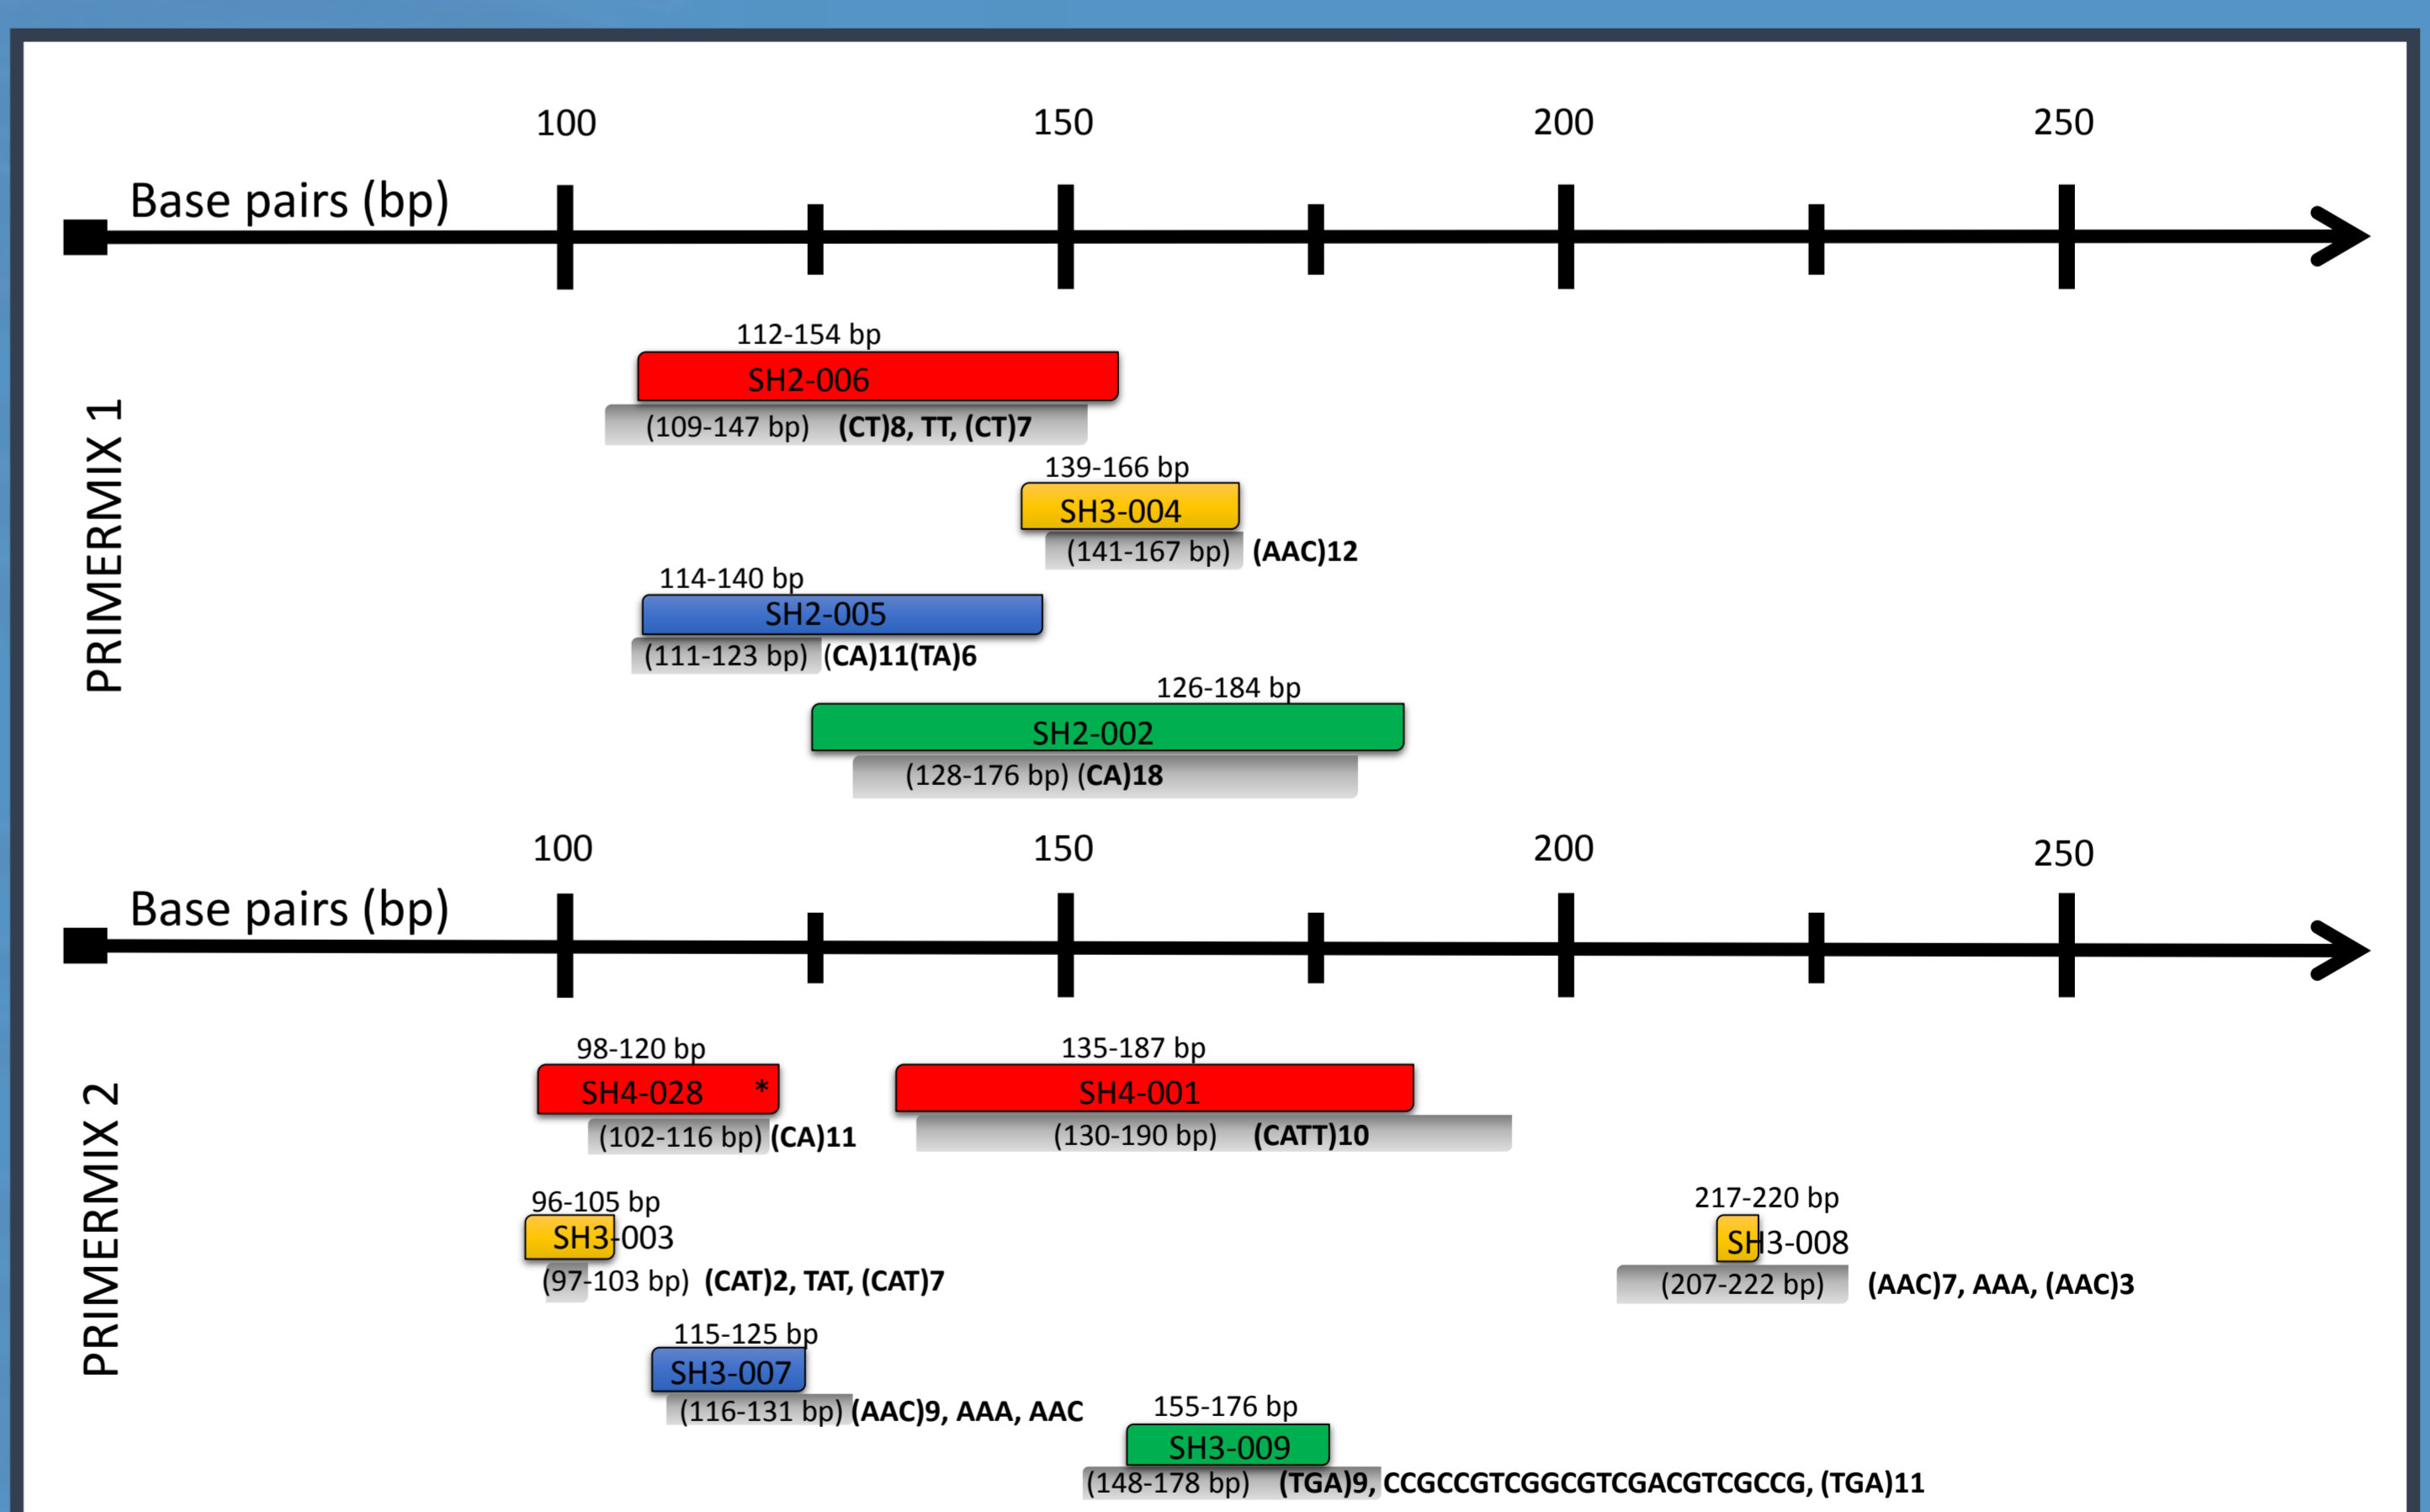 100 150 200 250
Base pairs (bp)
PRIMERMIX 1
112-154 bp
SH2-006
(109-147 bp) (CT)8, TT, (CT)7
139-166 bp
SH3-004
(141-167 bp) (AAC)12
114-140 bp
SH2-005
(111-123 bp) (CA)11(TA)6
126-184 bp
SH2-002
(128-176 bp) (CA)18
100 150 200 250
Base pairs (bp)
PRIMERMIX 2
98-120 bp 135-187 bp
SH4-028 * SH4-001
(102-116 bp) (CA)11 (130-190 bp) (CATT)10
96-105 bp 217-220 bp
SH3-003 SH3-008
(97-103 bp) (CAT)2, TAT, (CAT)7 (207-222 bp) (AAC)7, AAA, (AAC)3
115-125 bp
SH3-007
(116-131 bp) (AAC)9, AAA, AAC
155-176 bp
SH3-009
(148-178 bp) (TGA)9, CCGCCGTCGGCGTCGACGTCGCCG, (TGA)11